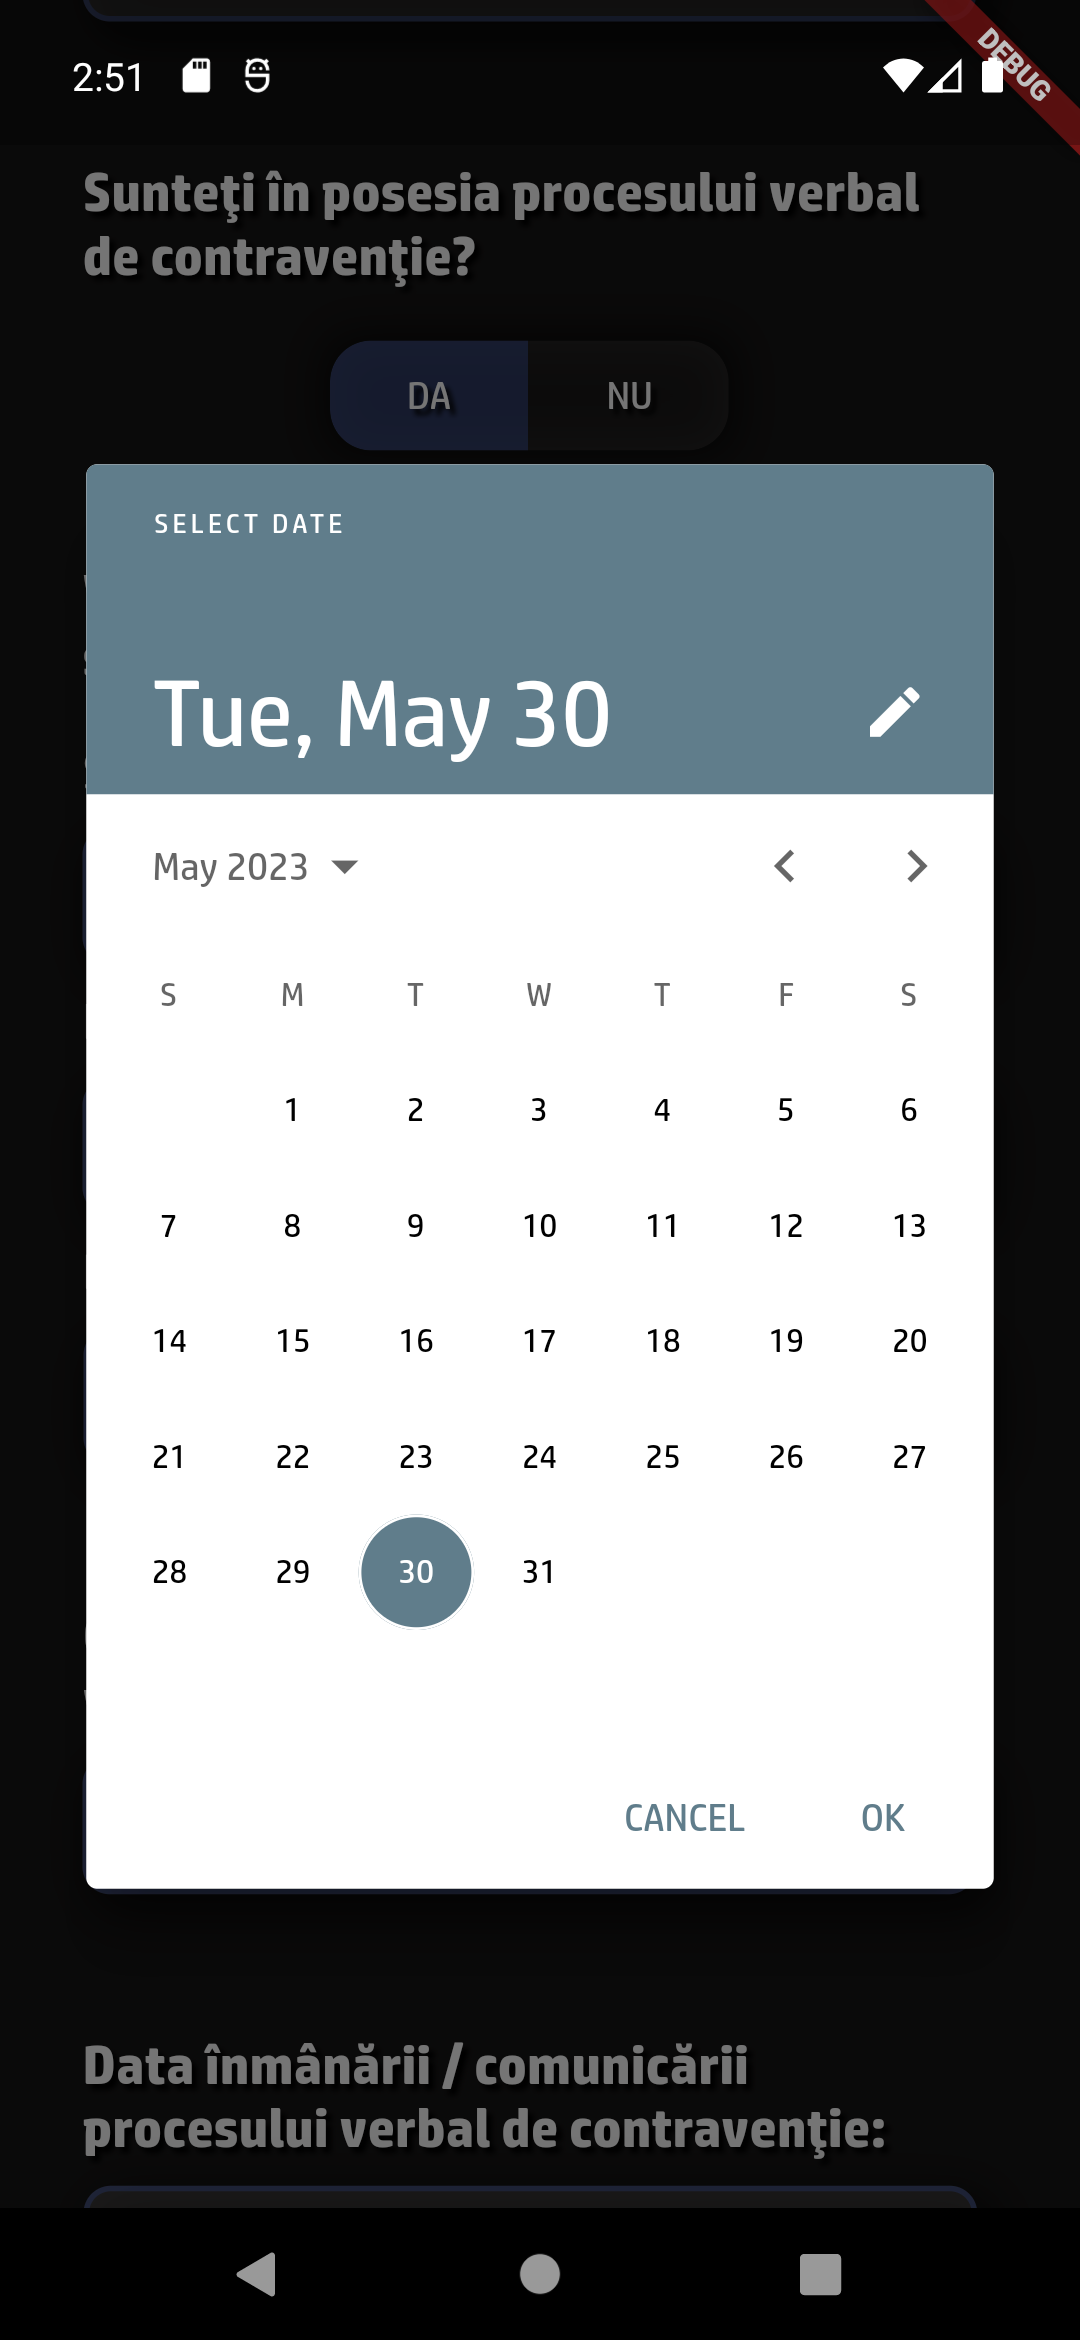 2:51
DEBUG
Sunteţi în posesia procesului verbal
de contravenţie?
DA NU
SELECT DATE
Tue, May 30
May 2023
S M T W T F S
1 2 3 4 5 6
7 8 9 10 11 12 13
14 15 16 17 18 19 20
21 22 23 24 25 26 27
28 29 30 31
CANCEL OK
Data înmânării / comunicării
procesului verbal de contravenţie: